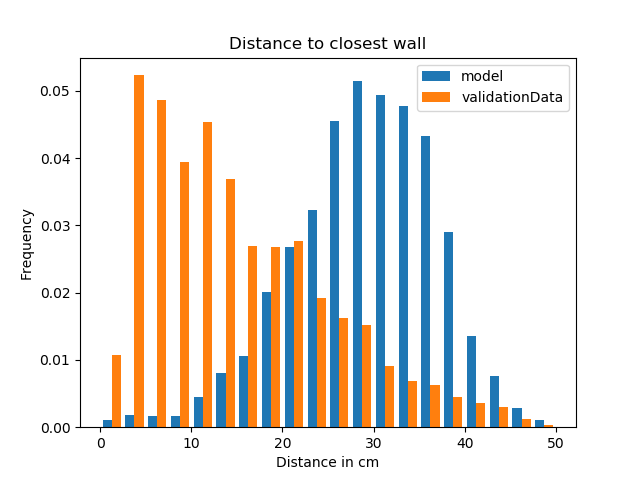 Distance to closest wall
model
validationData
Frequency
0.05
0.04
0.03
0.02
0.01
0.00
0 10 20 30 40 50
Distance in cm